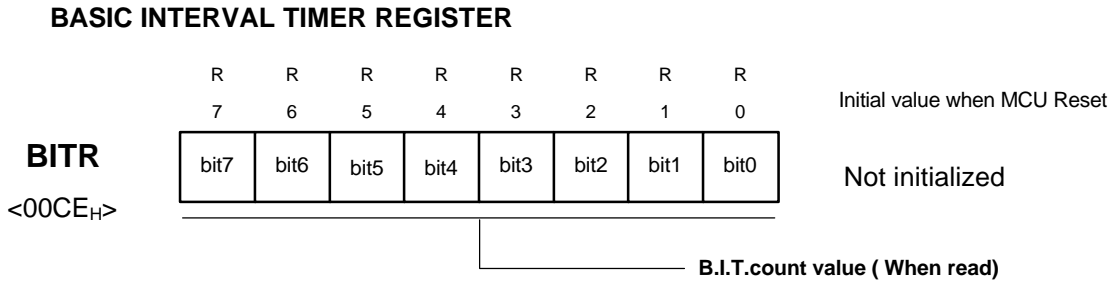 BASIC INTERVAL TIMER REGISTER
R R R R R R R R
7 6 5 4 3 2 1 0
Initial value when MCU Reset
BITR
bit7 bit6 bit5 bit4 bit3 bit2 bit1 bit0
Not initialized
<00CEH>
B.I.T.count value ( When read)